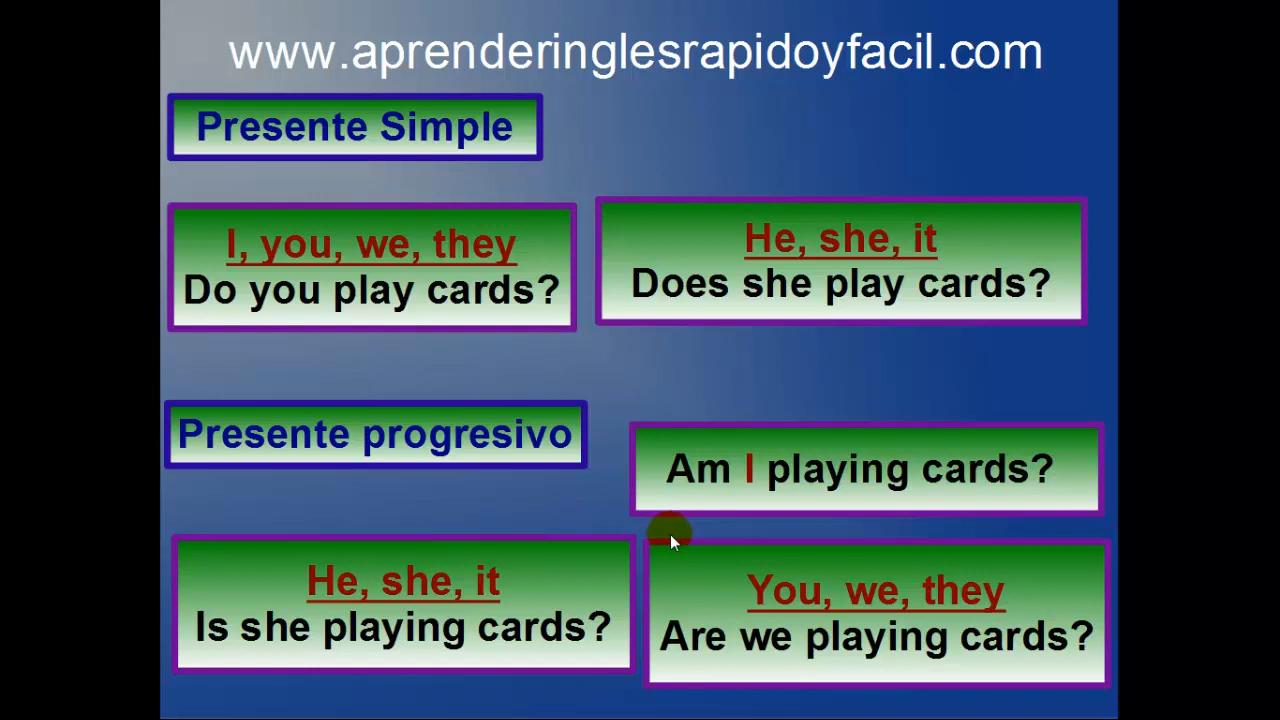 www.aprenderinglesrapidoyfacil.com
Presente Simple
I, you, we, they
Do you play cards?
He, she, it
Does she play cards?
Presente progresivo
Am I playing cards?
He, she, it
Is she playing cards?
You, we, they
Are we playing cards?